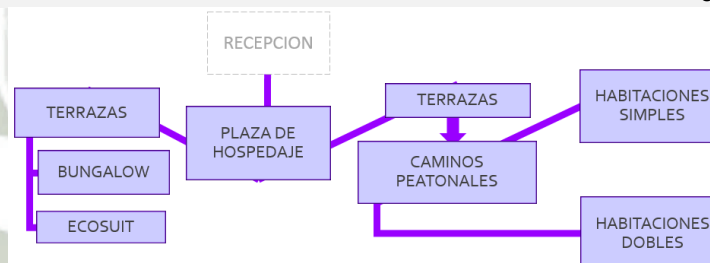 RECEPCION
TERRAZAS
BUNGALOW
ECOSUIT
PLAZA DE
HOSPEDAJE
TERRAZAS
CAMINOS
PEATONALES
HABITACIONES
SIMPLES
HABITACIONES
DOBLES